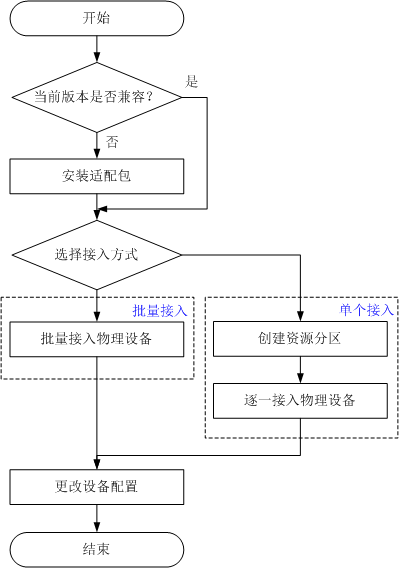 开始
当前版本是否兼容？
是
否
安装适配包
选择接入方式
批量接入
批量接入物理设备
单个接入
创建资源分区
逐一接入物理设备
更改设备配置
结束